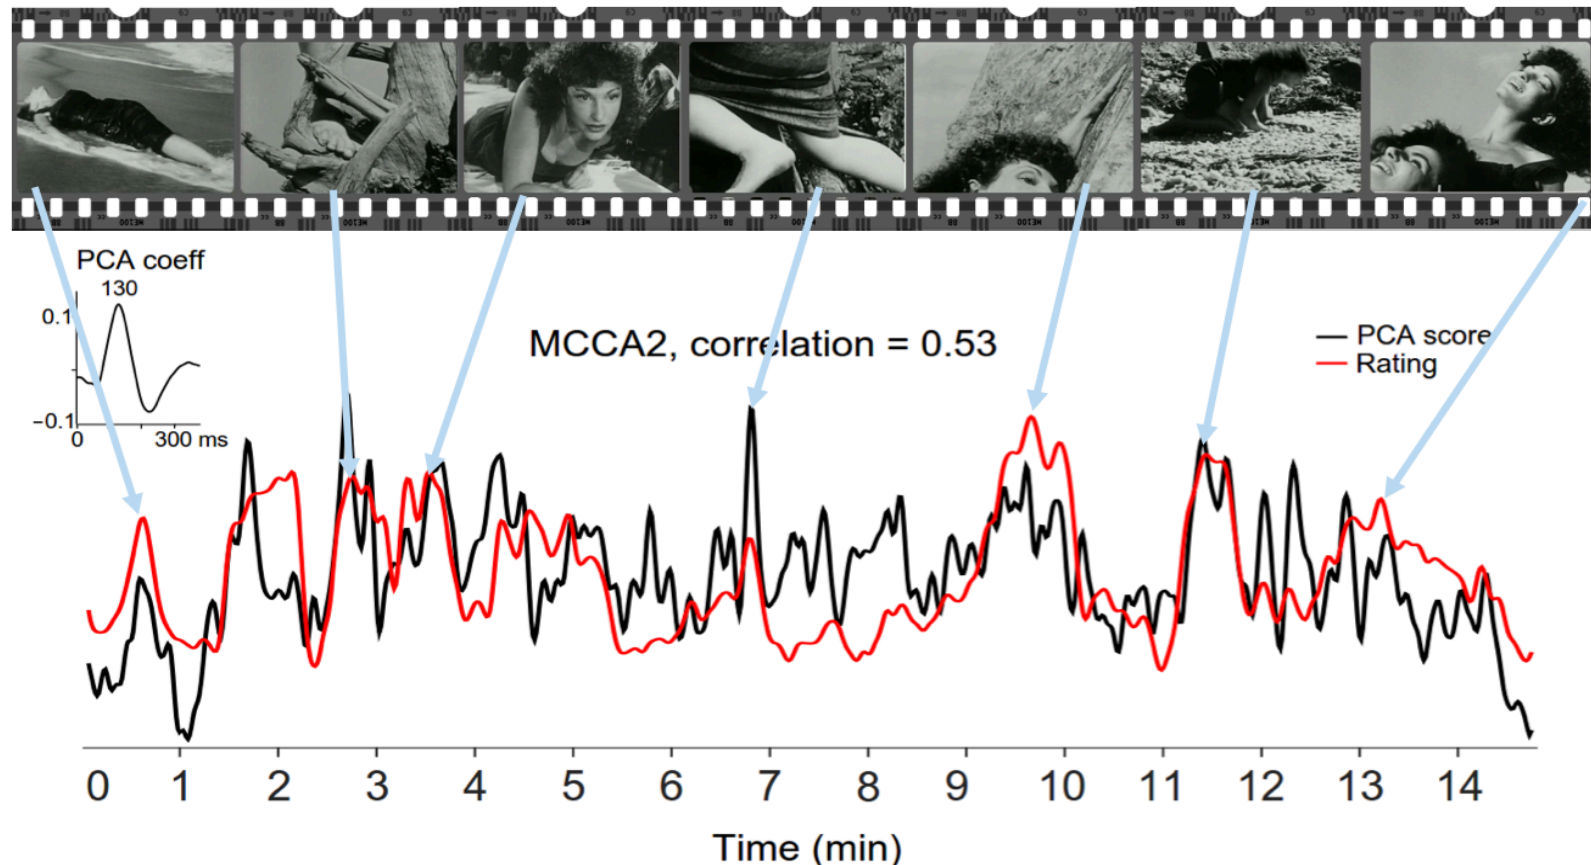 PCA coeff
130
0.1
−0.1
0
300 ms
MCCA2, correlation = 0.53
PCA score
Rating
0 1 2 3 4 5 6 7 8 9 10 11 12 13 14
Time (min)